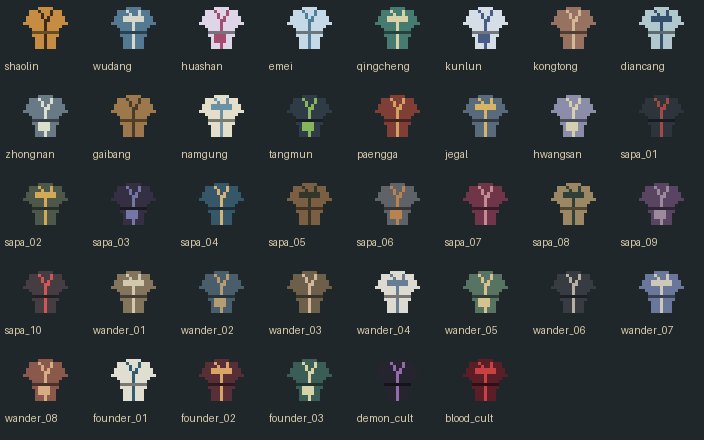 shaolin wudang huashan emei qingcheng kunlun kongtong diancang
zhongnan gaibang namgung tangmun paengga jegal hwangsan sapa_01
sapa_02 sapa_03 sapa_04 sapa_05 sapa_06 sapa_07 sapa_08 sapa_09
sapa_10 wander_01 wander_02 wander_03 wander_04 wander_05 wander_06 wander_07
wander_08 founder_01 founder_02 founder_03 demon_cult blood_cult